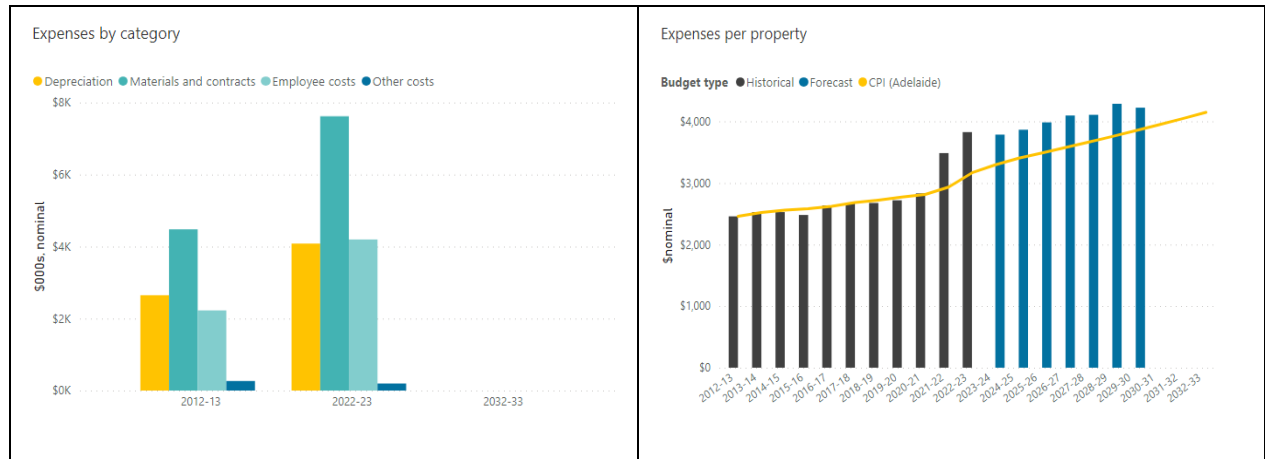 Expenses by category
Depreciation Materials and contracts Employee costs Other costs
$8K
$6K
$4K
$2K
$0K
$000s, nominal
2012-13 2022-23 2032-33
Expenses per property
Budget type Historical Forecast CPI (Adelaide)
$4,000
$3,000
$2,000
$1,000
$0
$nominal
2012-13 2013-14 2014-15 2015-16 2016-17 2017-18 2018-19 2019-20 2020-21 2021-22 2022-23 2023-24 2024-25 2025-26 2026-27 2027-28 2028-29 2029-30 2030-31 2031-32 2032-33